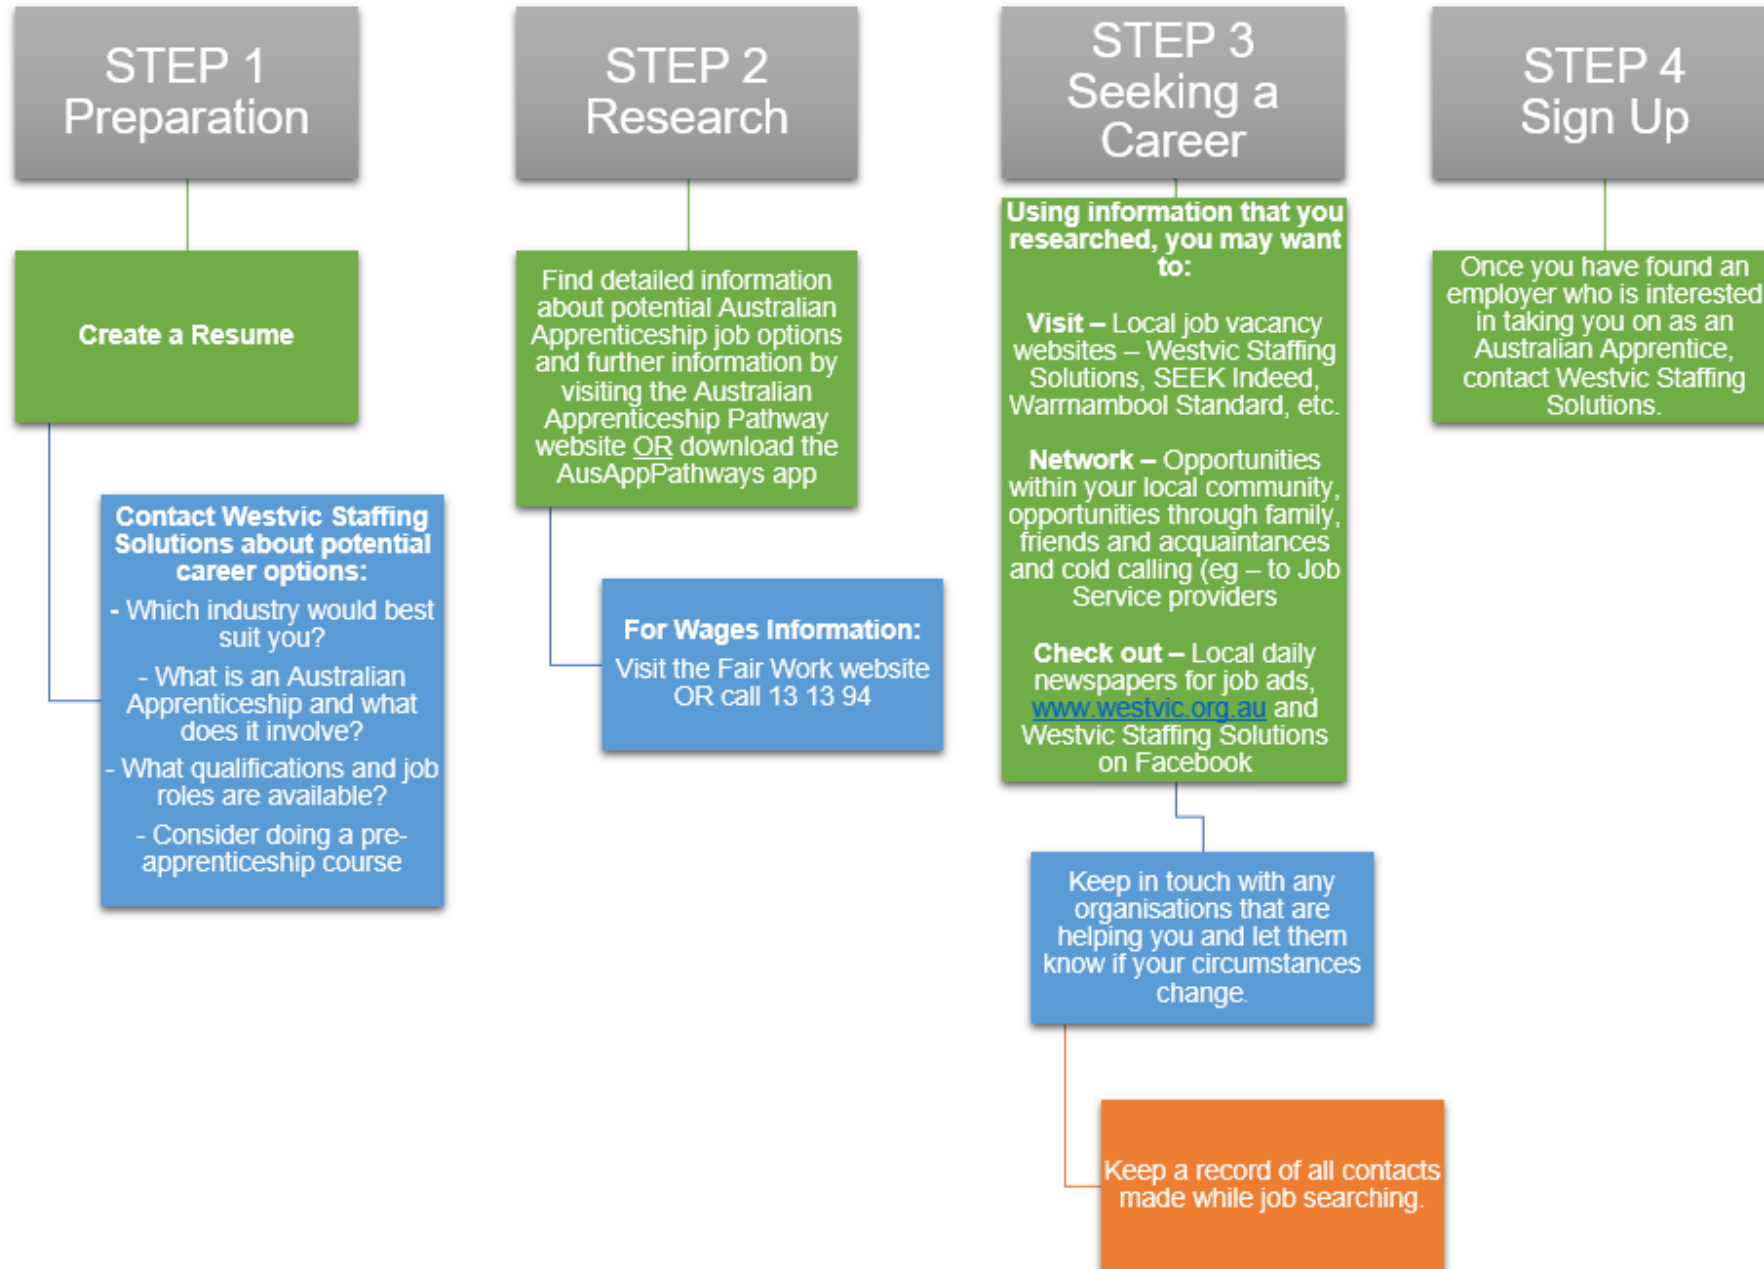 STEP 1
Preparation
Create a Resume
Contact Westvic Staffing
Solutions about potential
career options:
- Which industry would best
suit you?
- What is an Australian
Apprenticeship and what
does it involve?
- What qualifications and job
roles are available?
- Consider doing a pre-
apprenticeship course
STEP 2
Research
Find detailed information
about potential Australian
Apprenticeship job options
and further information by
visiting the Australian
Apprenticeship Pathway
website OR download the
AusAppPathways app
For Wages Information:
Visit the Fair Work website
OR call 13 13 94
STEP 3
Seeking a
Career
Using information that you
researched, you may want
to:
Visit – Local job vacancy
websites – Westvic Staffing
Solutions, SEEK Indeed,
Warrnambool Standard, etc.
Network – Opportunities
within your local community,
opportunities through family,
friends and acquaintances
and cold calling (eg – to Job
Service providers
Check out – Local daily
newspapers for job ads,
www.westvic.org.au and
Westvic Staffing Solutions
on Facebook
Keep in touch with any
organisations that are
helping you and let them
know if your circumstances
change.
Keep a record of all contacts
made while job searching.
STEP 4
Sign Up
Once you have found an
employer who is interested
in taking you on as an
Australian Apprentice,
contact Westvic Staffing
Solutions.